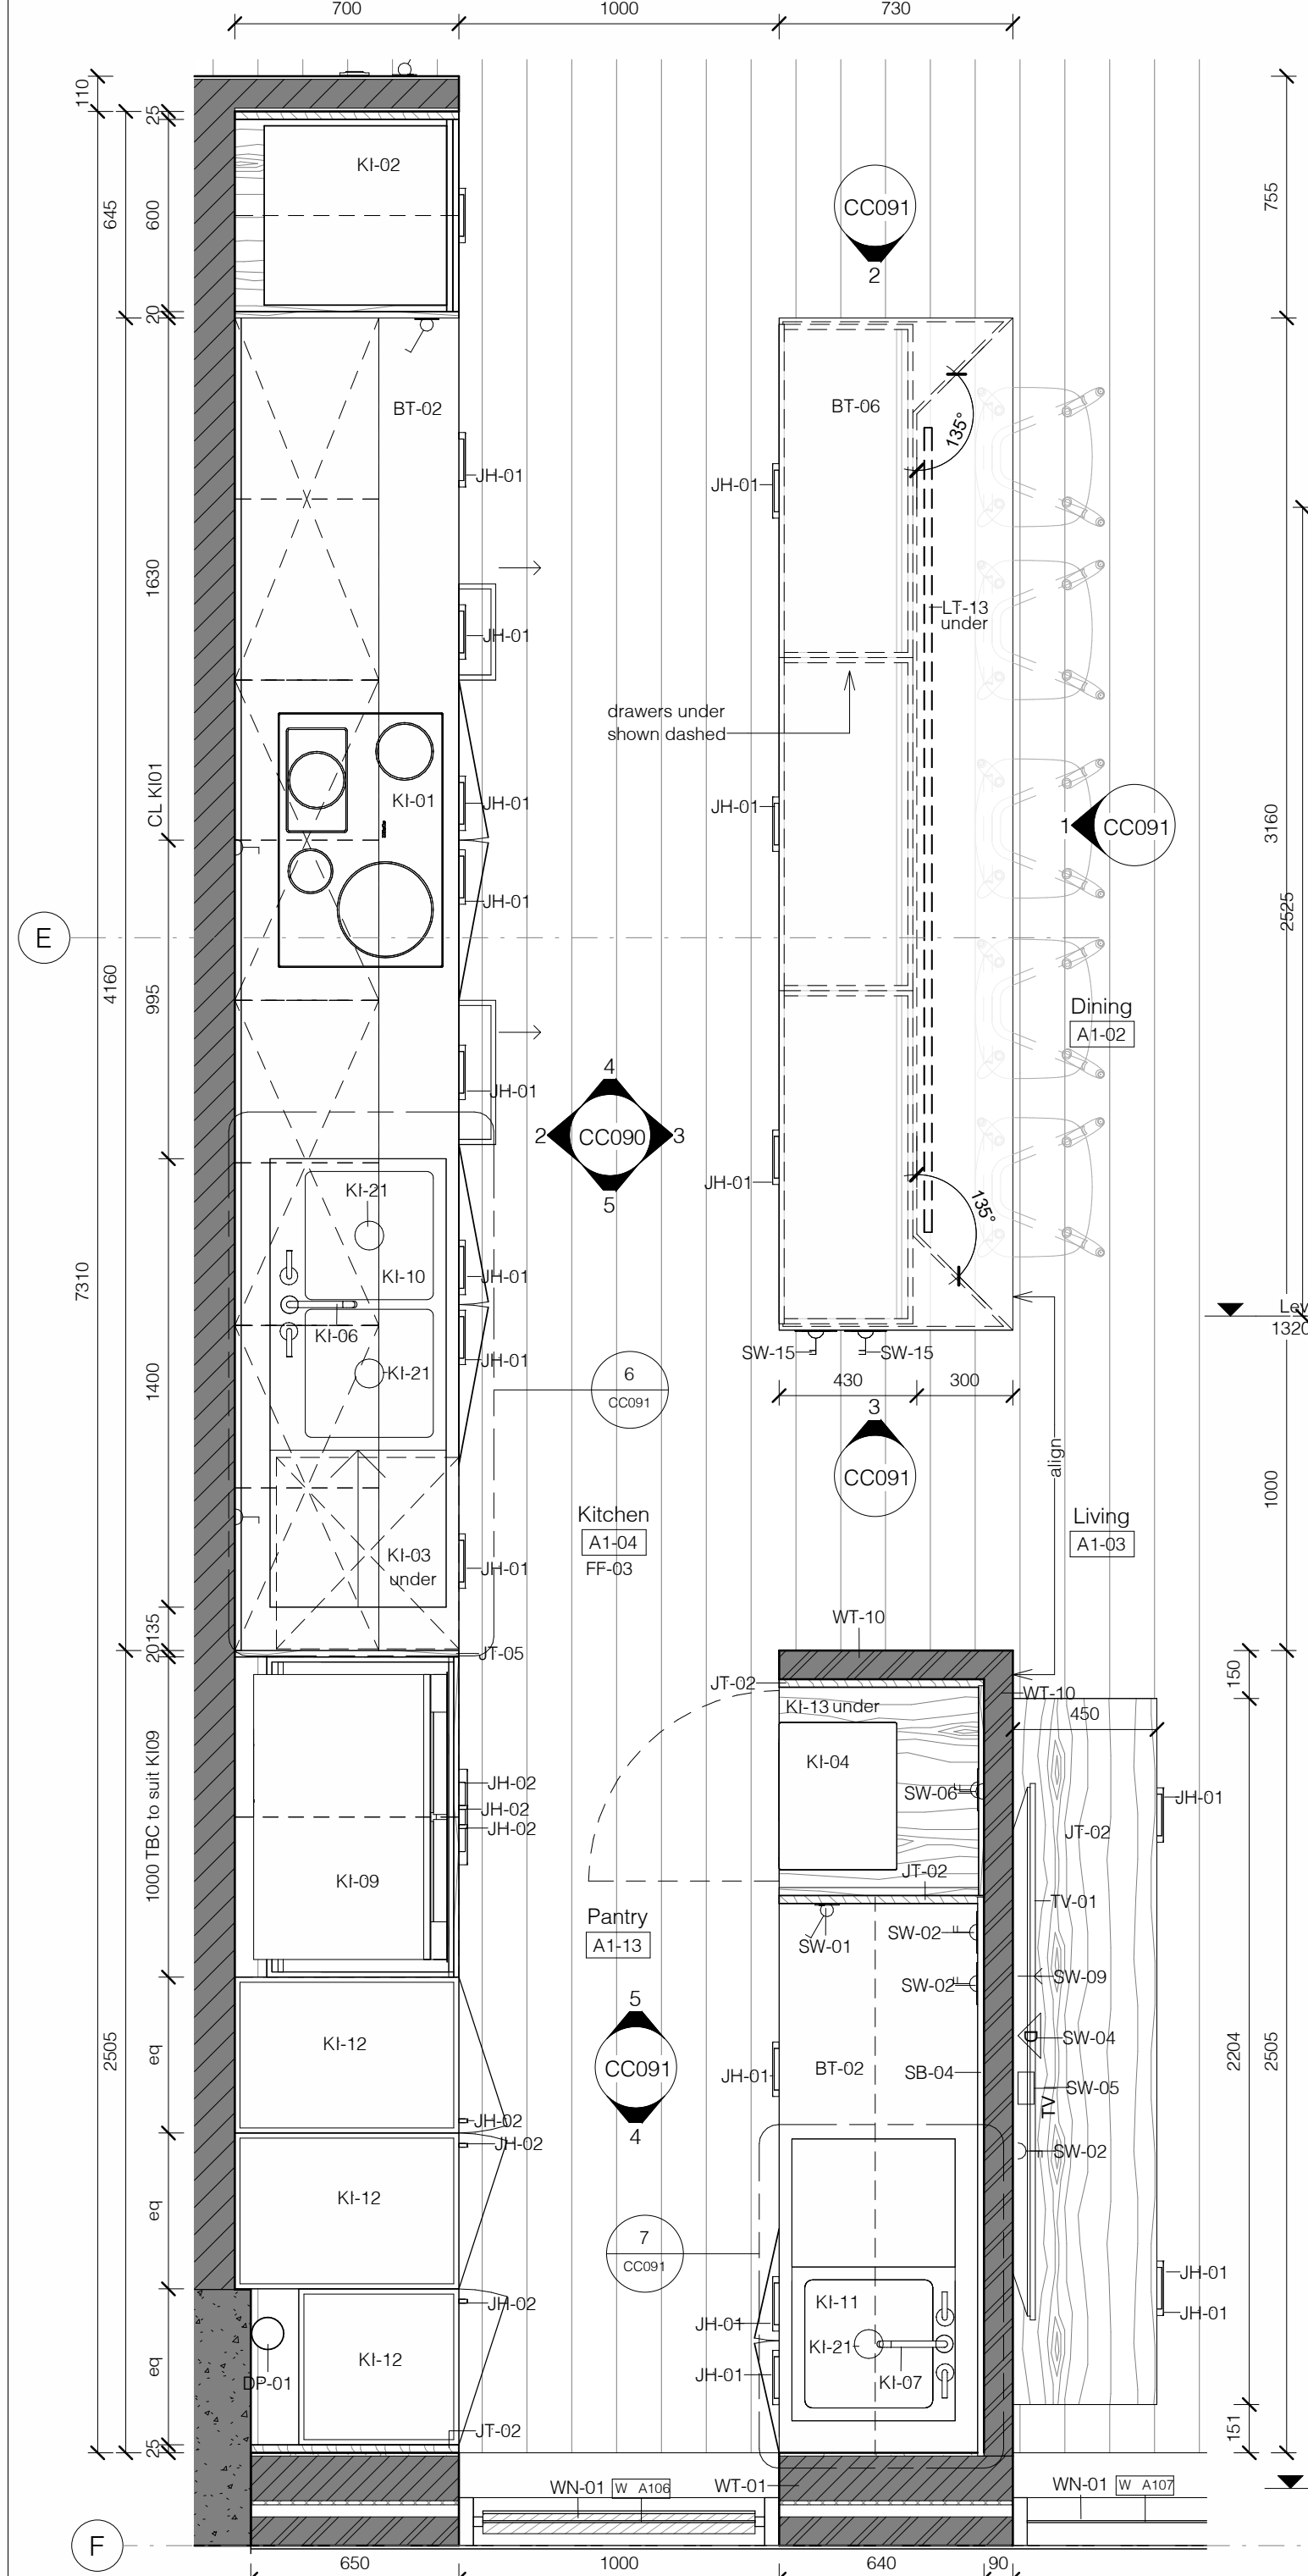 700
1000
730
110
25
645
600
20
KI-02
CC091
2
755
BT-02
BT-06
135°
JH-01
JH-01
1630
LT-13
under
JH-01
drawers under
shown dashed
CL KI01
KI-01
JH-01
JH-01
1
CC091
3160
JH-01
2525
E
4160
995
Dining
A1-02
JH-01
4
2
CC090
3
5
JH-01
135°
KI-21
7310
KI-10
JH-01
KI-06
SW-15
SW-15
JH-01
KI-21
1400
6
CC091
430
300
3
CC091
align
1000
1320
Kitchen
A1-04
FF-03
Living
A1-03
KI-03
under
JH-01
135
20
JT-05
WT-10
150
JT-02
KI-13 under
WT-10
450
1000 TBC to suit KI09
KI-04
JH-02
JH-02
JH-02
SW-06
JH-01
JT-02
KI-09
JT-02
TV-01
Pantry
A1-13
SW-01
SW-02
SW-02
SW-09
2505
eq
KI-12
5
CC091
4
SW-04
2204
2505
JH-01
BT-02
SB-04
SW-05
TV
JH-02
JH-02
SW-02
eq
KI-12
7
CC091
JH-01
JH-01
JH-02
KI-11
JH-01
KI-21
KI-07
JH-01
eq
KI-12
DP-01
JT-02
25
151
WN-01
W A106
WT-01
WN-01
W A107
F
650
1000
640
90